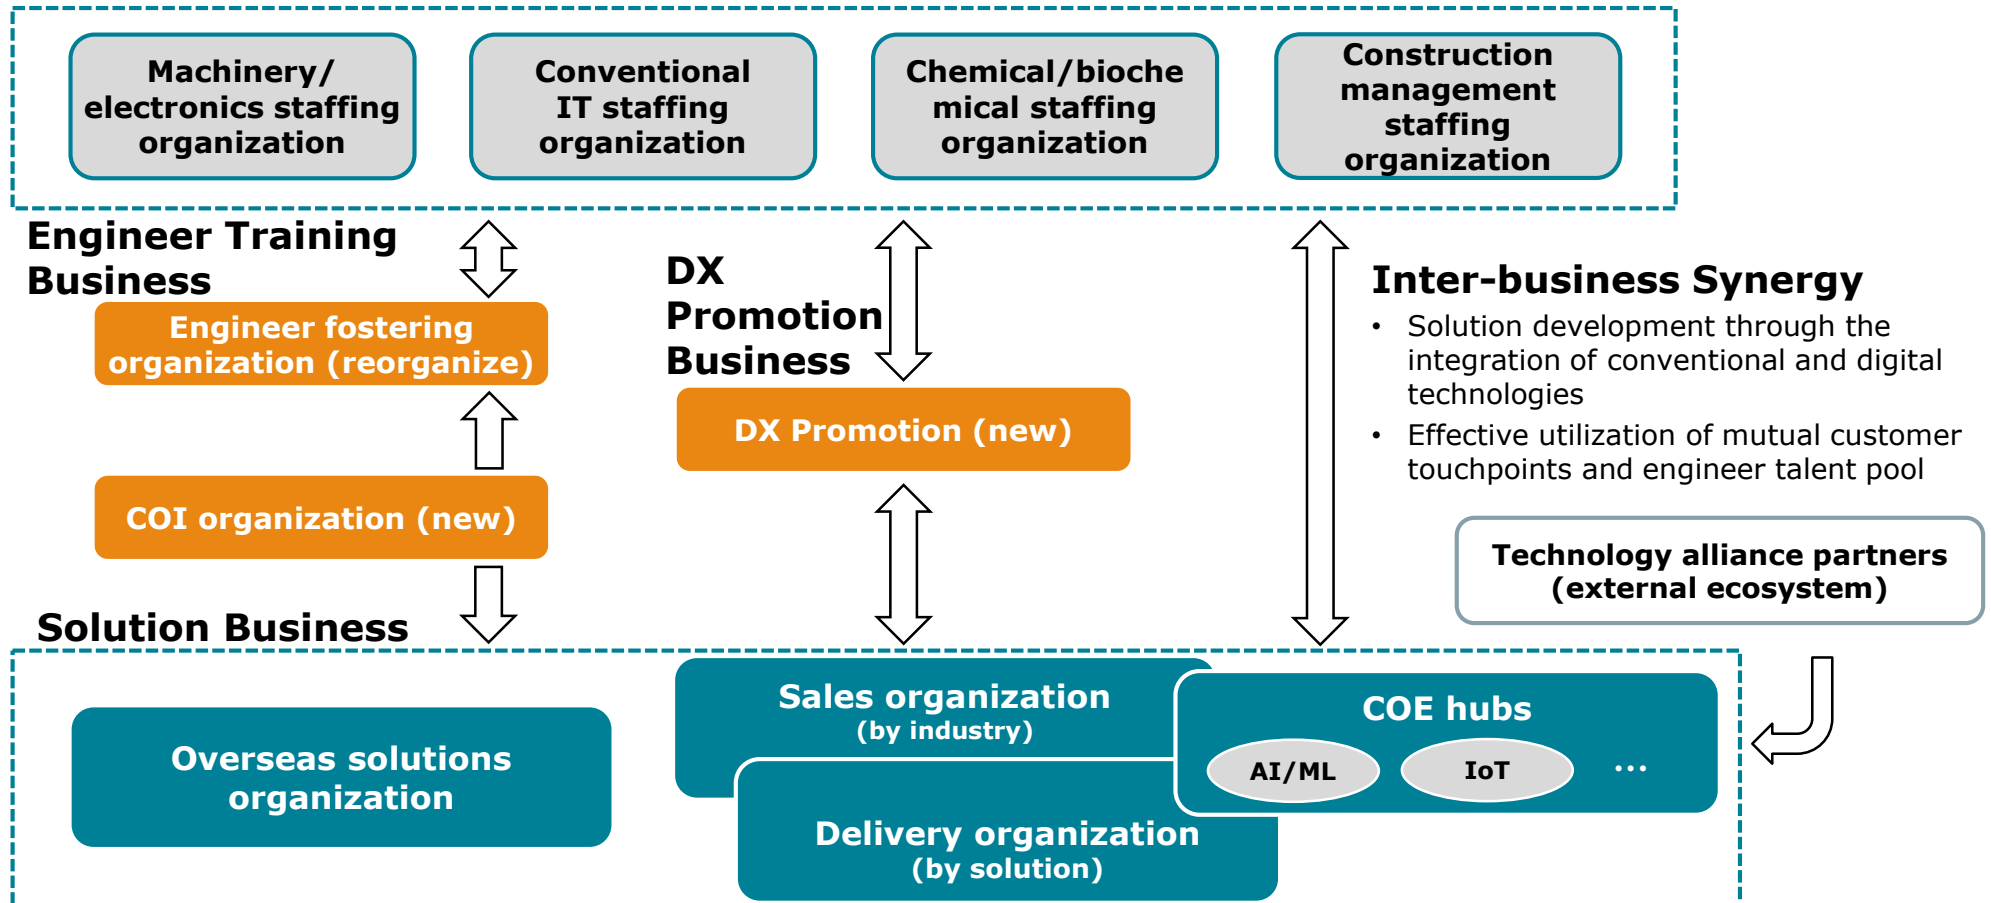 Machinery/
electronics staffing
organization
Conventional
IT staffing
organization
Chemical/bioche
mical staffing
organization
Construction
management
staffing
organization
Engineer Training
Business
Engineer fostering
organization (reorganize)
COI organization (new)
DX
Promotion
Business
DX Promotion (new)
Inter-business Synergy
• Solution development through the
integration of conventional and digital
technologies
• Effective utilization of mutual customer
touchpoints and engineer talent pool
Technology alliance partners
(external ecosystem)
Solution Business
Overseas solutions
organization
Sales organization
(by industry)
Delivery organization
(by solution)
COE hubs
AI/ML
IoT
...